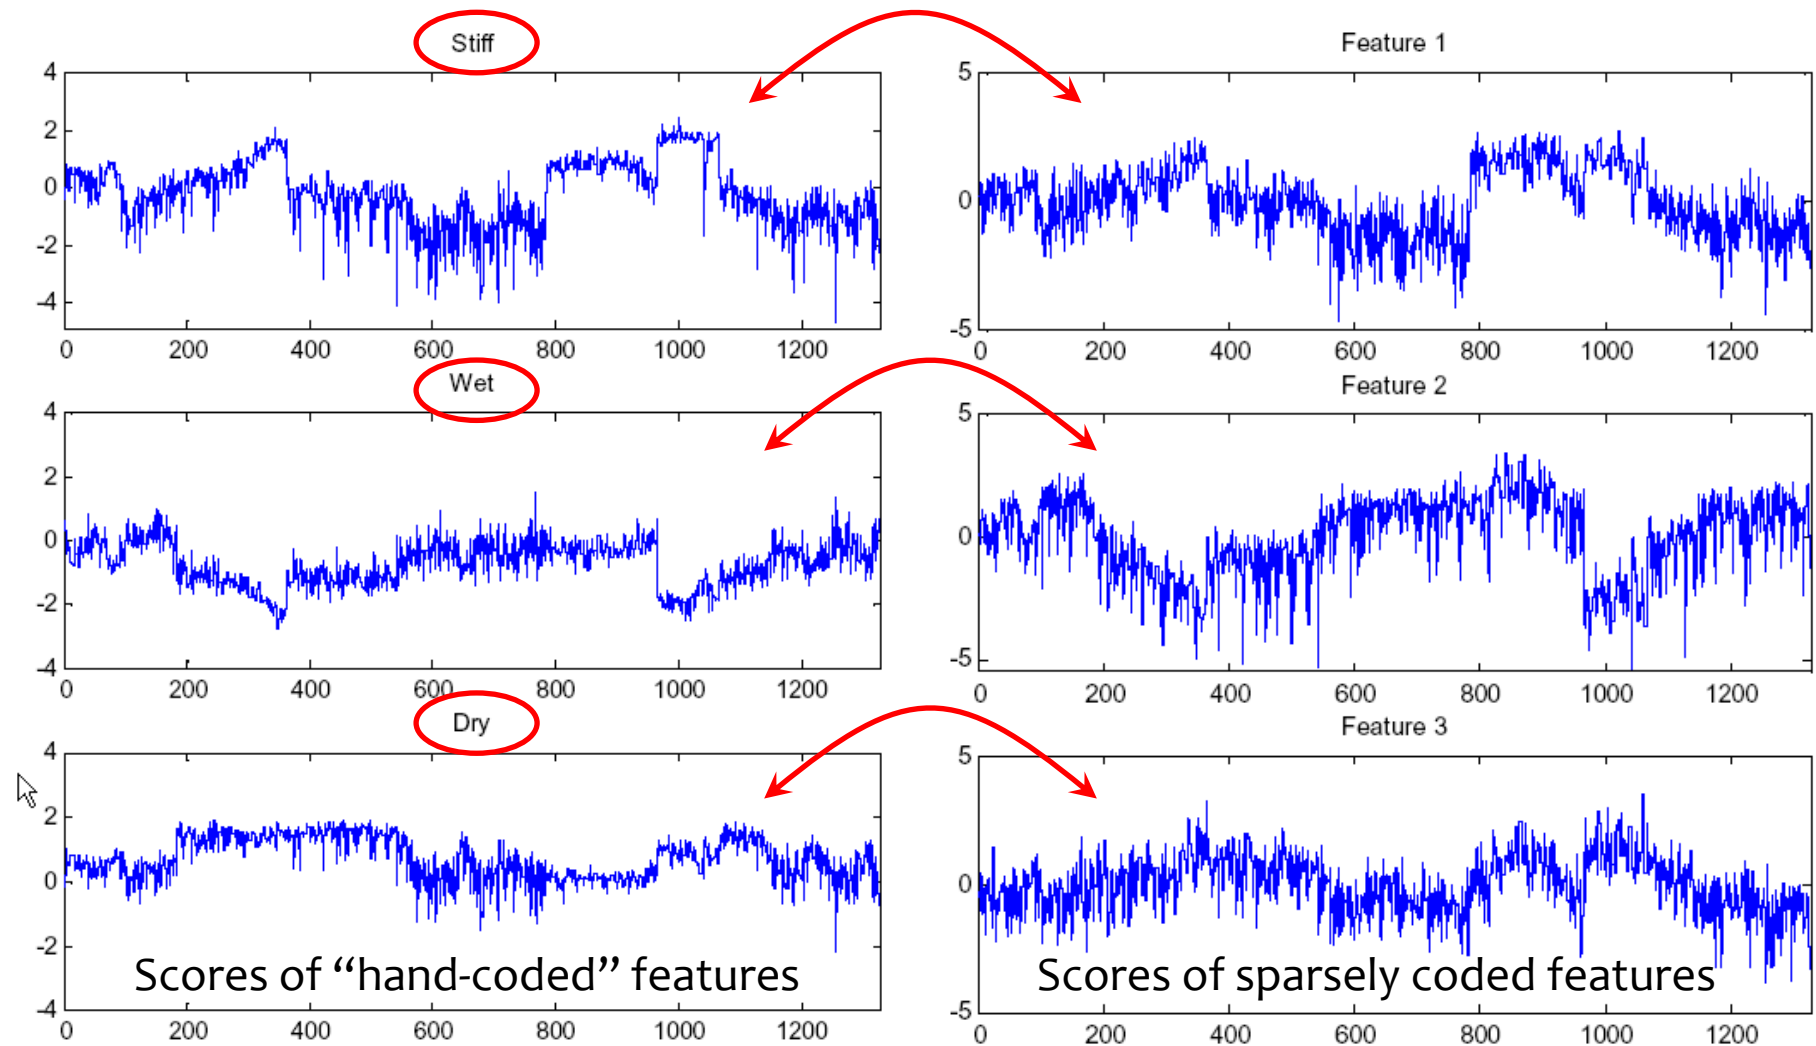 Stiff
4
2
0
-2
-4
0 200 400 600 800 1000 1200
Feature 1
5
0
-5
0 200 400 600 800 1000 1200
Wet
4
2
0
-2
-4
0 200 400 600 800 1000 1200
Feature 2
5
0
-5
0 200 400 600 800 1000 1200
Dry
4
2
0
-2
-4
0 200 400 600 800 1000 1200
Scores of “hand-coded” features
Feature 3
5
0
-5
0 200 400 600 800 1000 1200
Scores of sparsely coded features